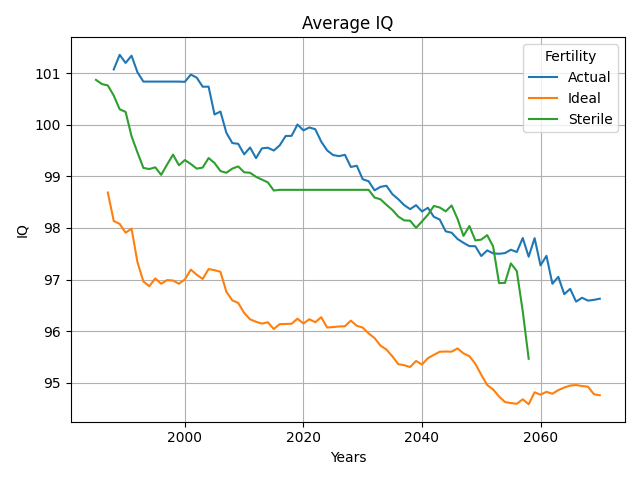 Average IQ
Fertility
Actual
Ideal
Sterile
IQ
101
100
99
98
97
96
95
2000
2020
2040
2060
Years